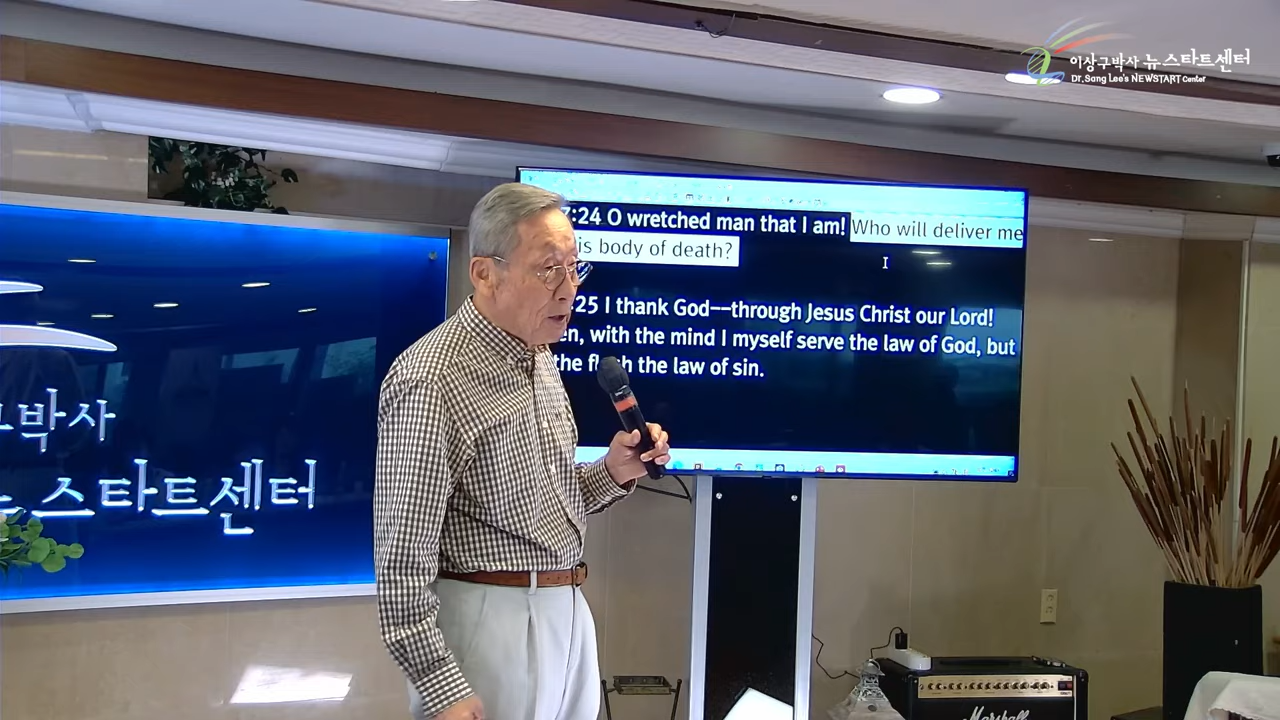 이상구박사 뉴스타트센터
Dr. Sang Lee's NEWSTART Center
7:24 O wretched man that I am! Who will deliver me
is body of death?
25 I thank God--through Jesus Christ our Lord!
en, with the mind I myself serve the law of God, but
the flesh the law of sin.
박사
스타트센터
Marshall